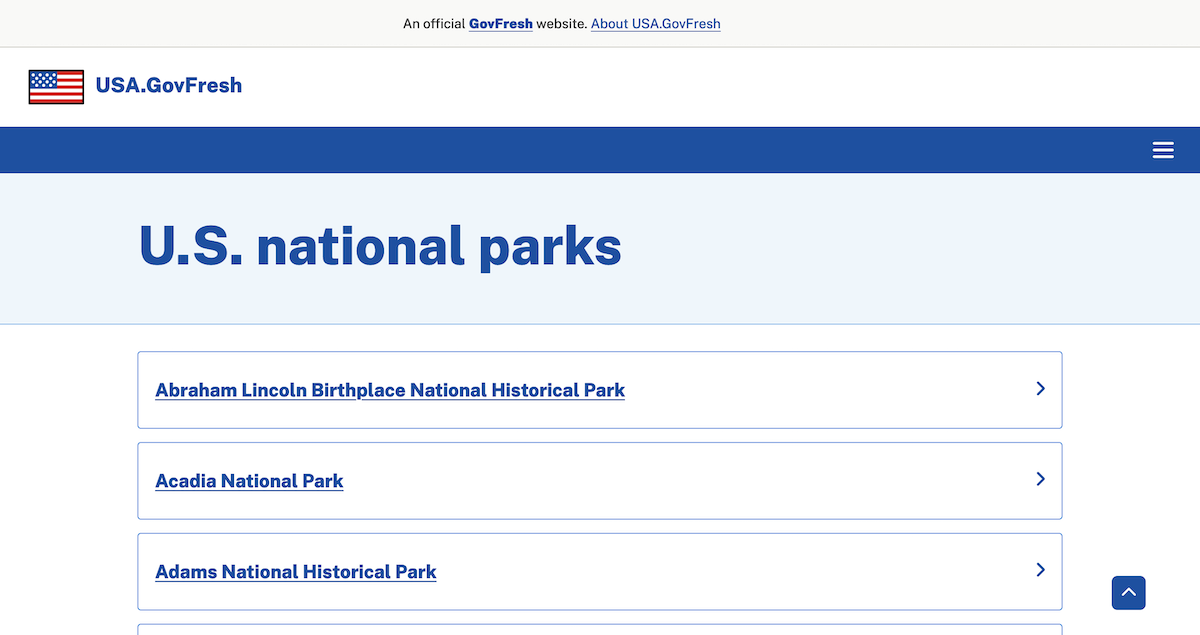 An official GovFresh website. About USA.GovFresh
USA.GovFresh
U.S. national parks
Abraham Lincoln Birthplace National Historical Park
Acadia National Park
Adams National Historical Park